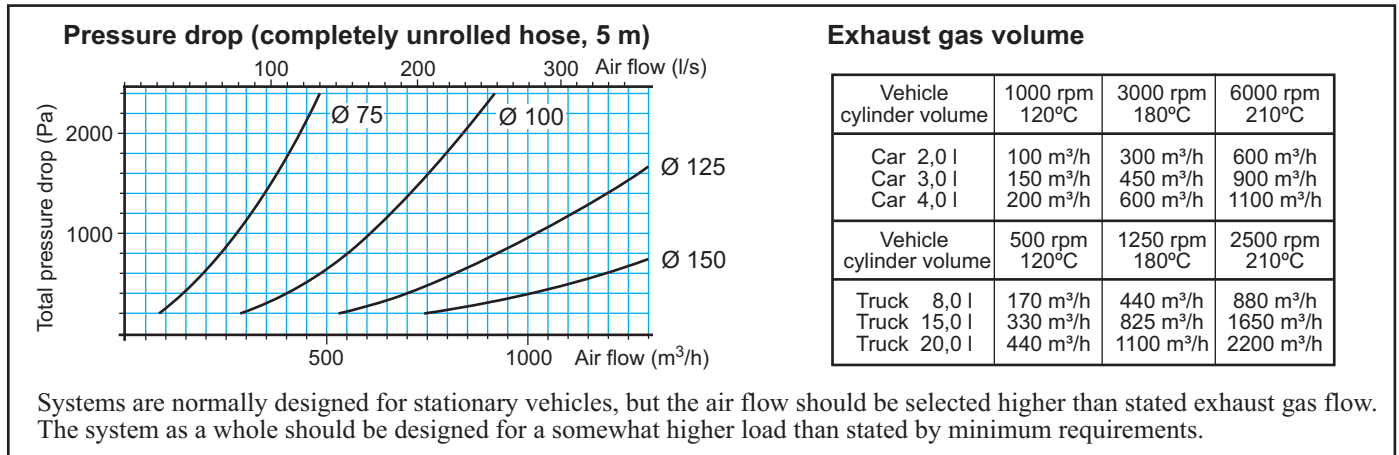 Pressure drop (completely unrolled hose, 5 m)
100 200 300 Air flow (l/s)
Total pressure drop (Pa)
2000
1000
Ø 75
Ø 100
Ø 125
Ø 150
500 1000 Air flow (m³/h)
Exhaust gas volume
Vehicle cylinder volume 1000 rpm 120ºC 3000 rpm 180ºC 6000 rpm 210ºC
Car 2,0 l 100 m³/h 300 m³/h 600 m³/h
Car 3,0 l 150 m³/h 450 m³/h 900 m³/h
Car 4,0 l 200 m³/h 600 m³/h 1100 m³/h
Vehicle cylinder volume 500 rpm 120ºC 1250 rpm 180ºC 2500 rpm 210ºC
Truck 8,0 l 170 m³/h 440 m³/h 880 m³/h
Truck 15,0 l 330 m³/h 825 m³/h 1650 m³/h
Truck 20,0 l 440 m³/h 1100 m³/h 2200 m³/h
Systems are normally designed for stationary vehicles, but the air flow should be selected higher than stated exhaust gas flow.
The system as a whole should be designed for a somewhat higher load than stated by minimum requirements.